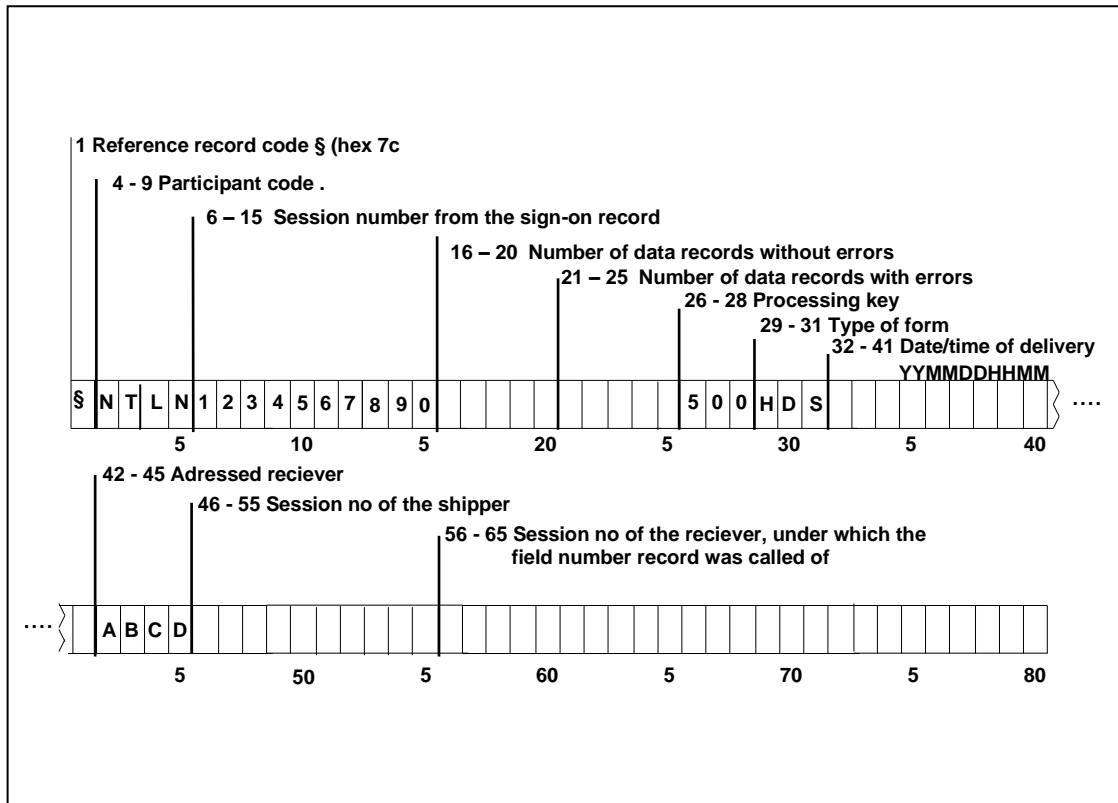 1 Reference record code § (hex 7c
4 - 9 Participant code .
6 – 15 Session number from the sign-on record
16 – 20 Number of data records without errors
21 – 25 Number of data records with errors
26 - 28 Processing key
29 - 31 Type of form
32 - 41 Date/time of delivery
YYMMDDHHMM
§ N T L N 1 2 3 4 5 6 7 8 9 0 5 0 0 H D S ....
5 10 5 20 5 30 5 40
42 - 45 Adressed reciever
46 - 55 Session no of the shipper
56 - 65 Session no of the reciever, under which the
field number record was called of
.... A B C D
5 50 5 60 5 70 5 80